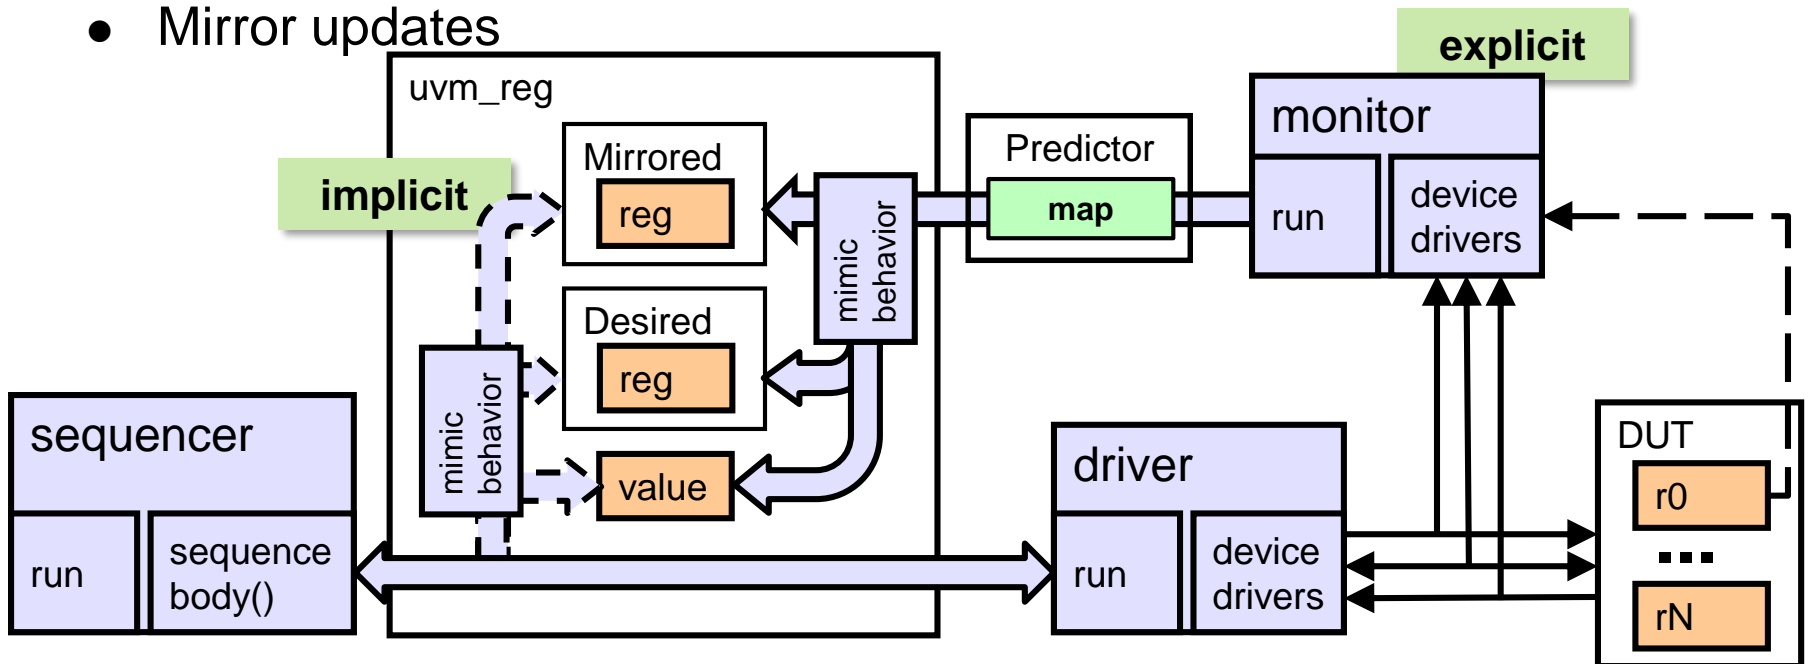 ● Mirror updates
explicit
uvm_reg
monitor
Mirrored
Predictor
implicit
reg
map
run
device
drivers
mimic
behavior
Desired
reg
mimic
behavior
sequencer
value
driver
DUT
r0
run
sequence
body()
run
device
drivers
...
rN